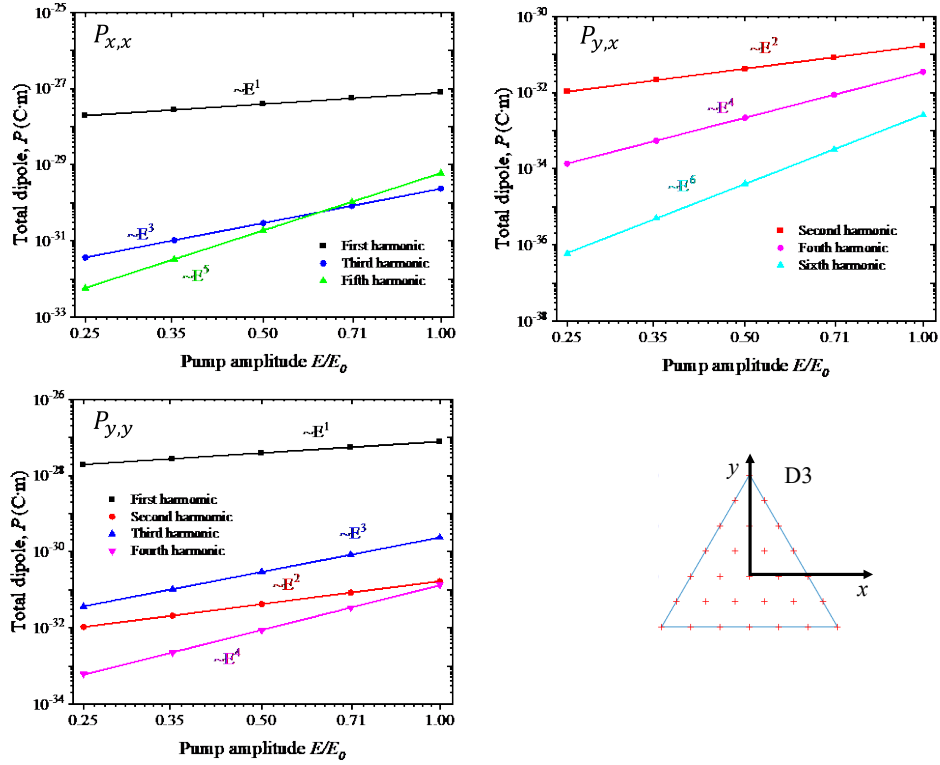 P_{x,x}
Total dipole, P (C·m)
10^{-25}
10^{-27}
10^{-29}
10^{-31}
10^{-33}
~E^1
~E^3
~E^5
First harmonic
Third harmonic
Fifth harmonic
0.25 0.35 0.50 0.71 1.00
Pump amplitude E/E_0
P_{y,x}
Total dipole, P (C·m)
10^{-30}
10^{-32}
10^{-34}
10^{-36}
10^{-38}
~E^2
~E^4
~E^6
Second harmonic
Fouth harmonic
Sixth harmonic
0.25 0.35 0.50 0.71 1.00
Pump amplitude E/E_0
P_{y,y}
Total dipole, P (C·m)
10^{-26}
10^{-28}
10^{-30}
10^{-32}
10^{-34}
~E^1
First harmonic
Second harmomic
Third harmonic
Fourth harmonic
~E^3
~E^2
~E^4
0.25 0.35 0.50 0.71 1.00
Pump amplitude E/E_0
y D3
x